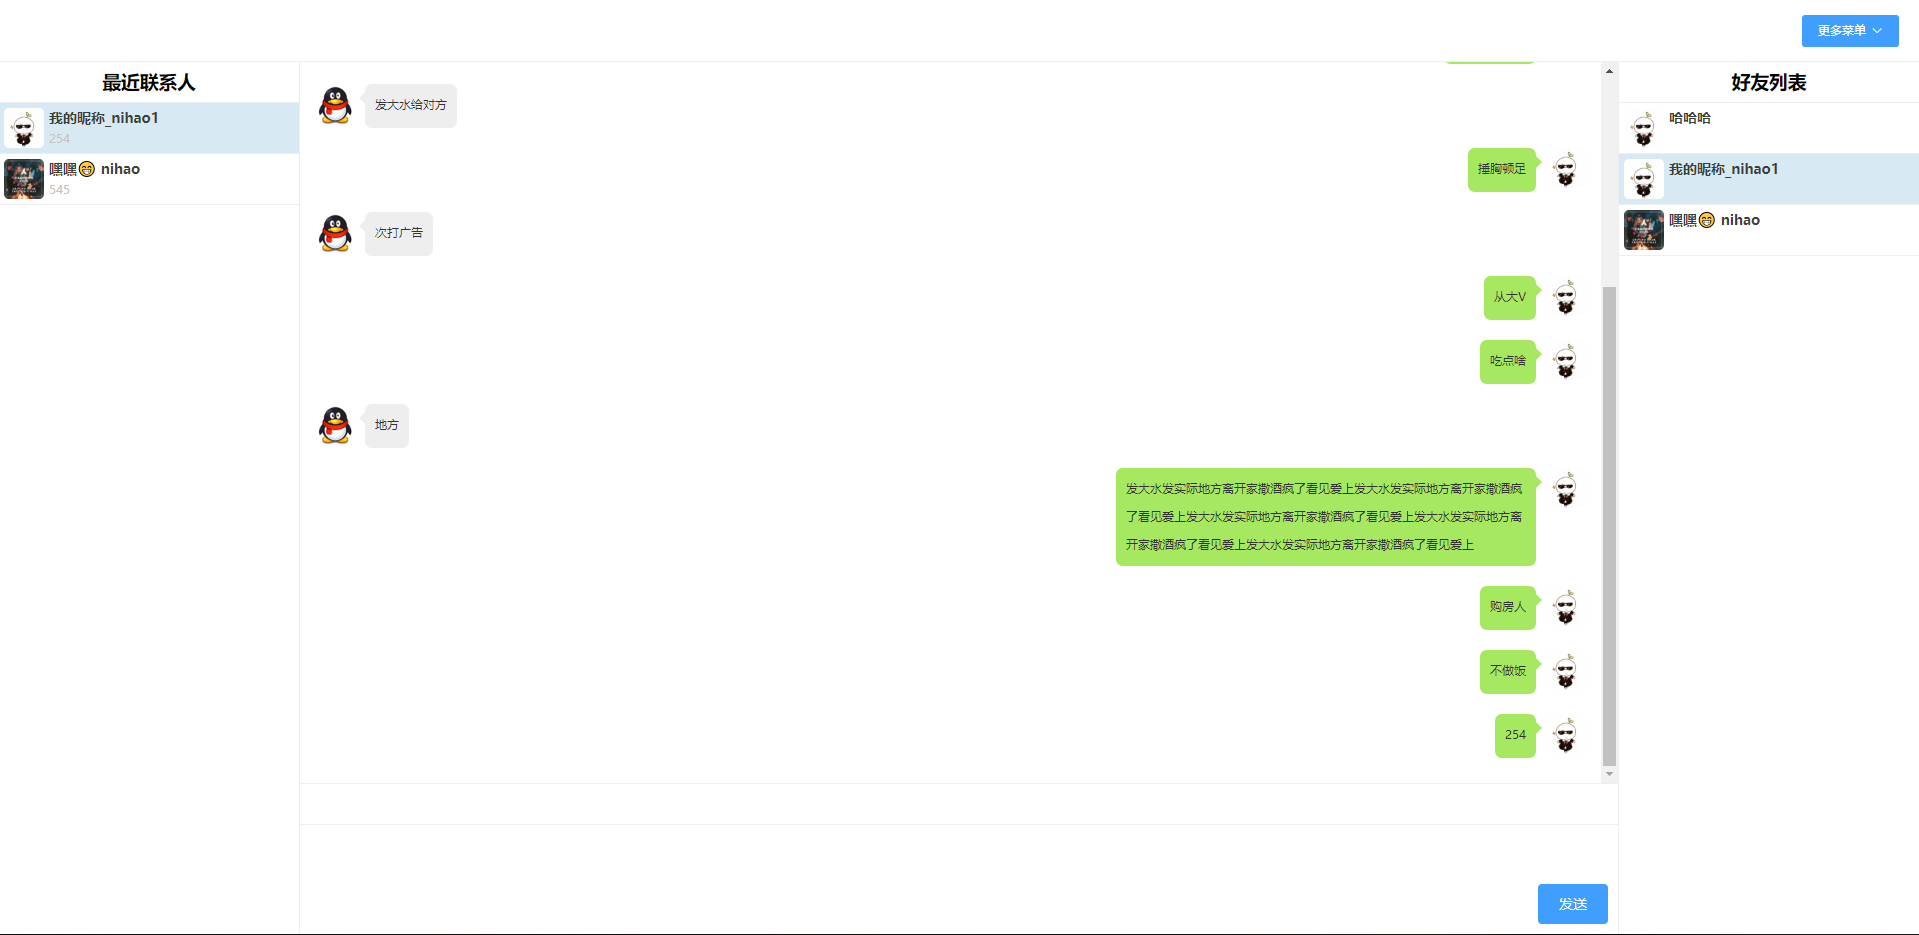 更多菜单
最近联系人
我的昵称_nihao1
254
嘿嘿😁 nihao
545
发大水给对方
捶胸顿足
次打广告
从大V
吃点啥
地方
发大水发实际地方离开家撒酒疯了看见爱上发大水发实际地方离开家撒酒疯
了看见爱上发大水发实际地方离开家撒酒疯了看见爱上发大水发实际地方离
开家撒酒疯了看见爱上发大水发实际地方离开家撒酒疯了看见爱上
购房人
不做饭
254
发送
好友列表
哈哈哈
我的昵称_nihao1
嘿嘿😁 nihao